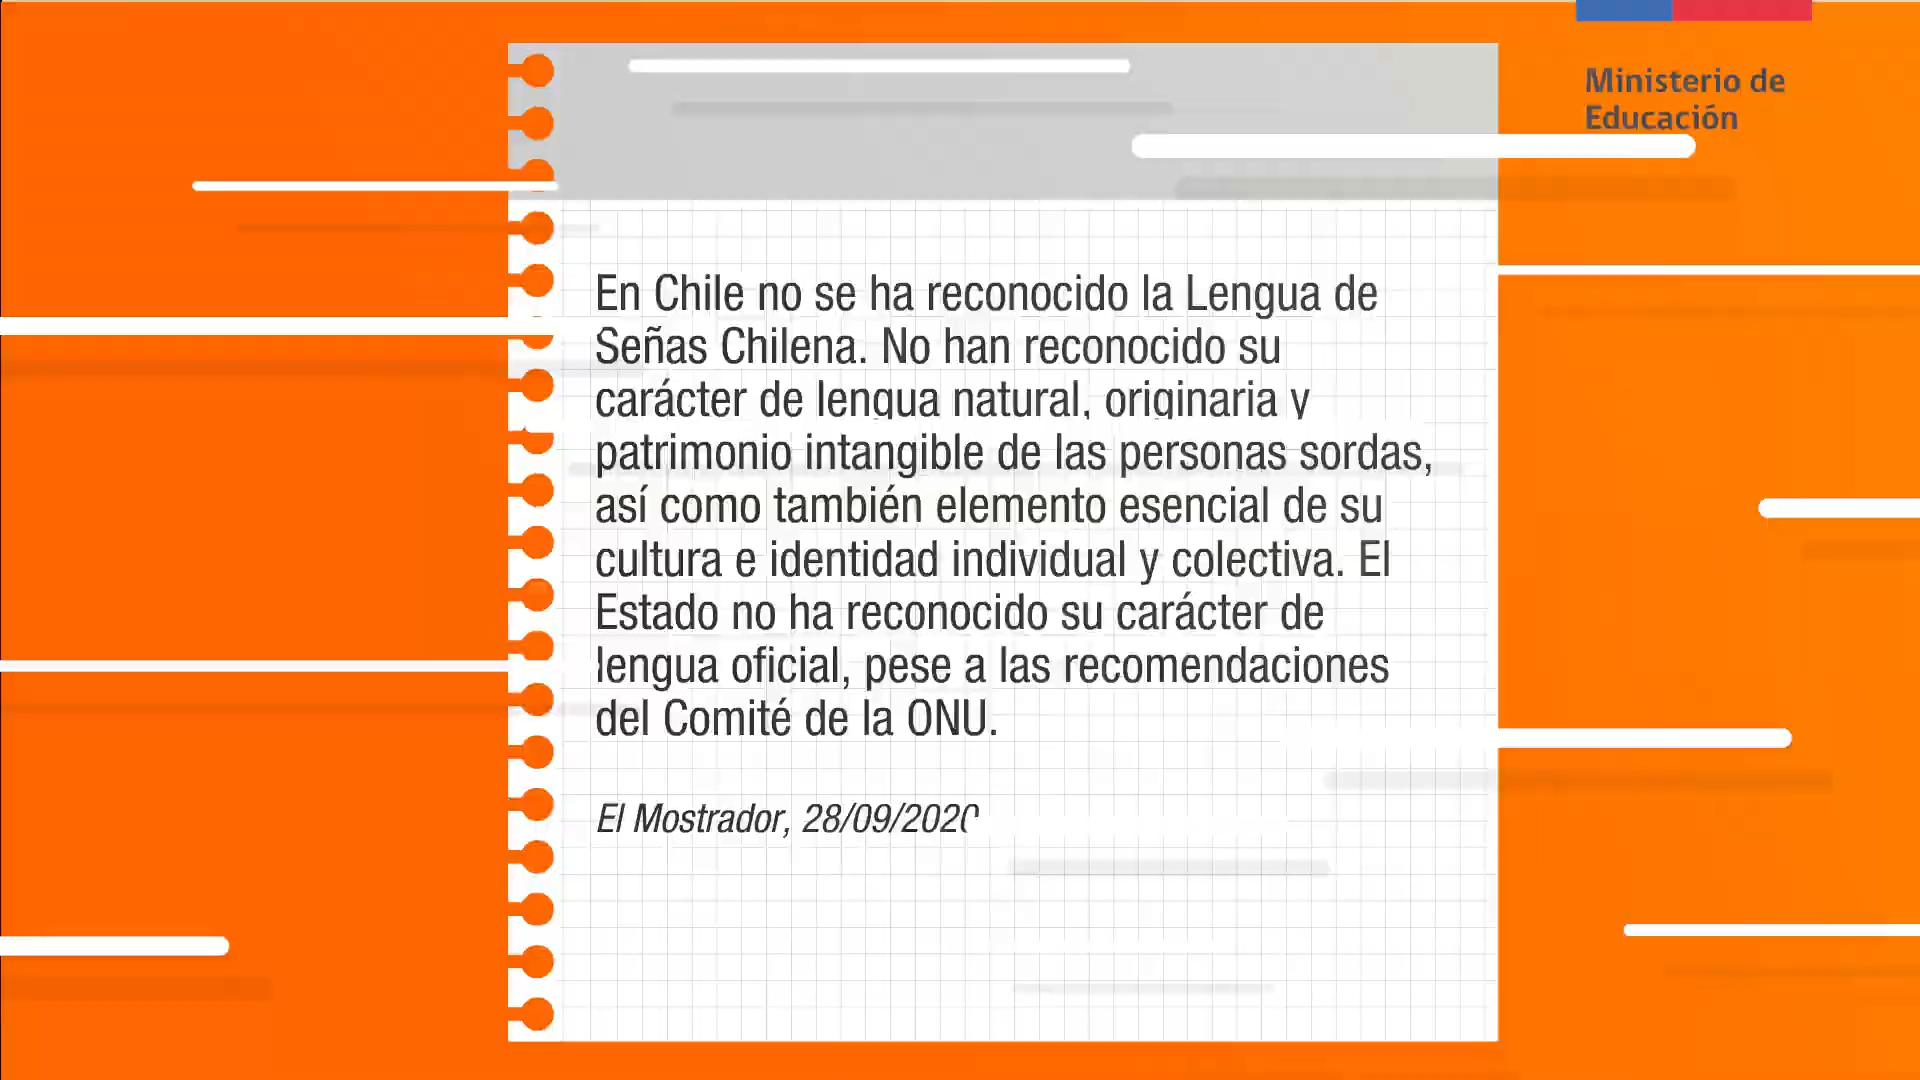 Ministerio de
Educación
En Chile no se ha reconocido la Lengua de
Señas Chilena. No han reconocido su
carácter de lengua natural, originaria y
patrimonio intangible de las personas sordas,
así como también elemento esencial de su
cultura e identidad individual y colectiva. El
Estado no ha reconocido su carácter de
lengua oficial, pese a las recomendaciones
del Comité de la ONU.
El Mostrador, 28/09/2020